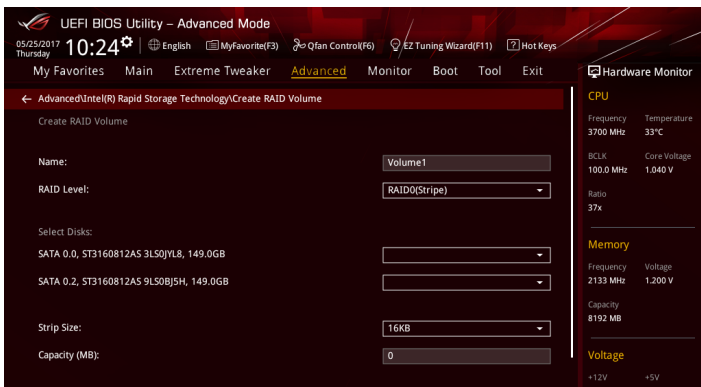 UEFI BIOS Utility – Advanced Mode
05/25/2017 Thursday 10:24 English MyFavorite(F3) Qfan Control(F6) EZ Tuning Wizard(F11) ? Hot Keys
My Favorites Main Extreme Tweaker Advanced Monitor Boot Tool Exit
← Advanced\Intel(R) Rapid Storage Technology\Create RAID Volume
Create RAID Volume
Name: Volume1
RAID Level: RAID0(Stripe)
Select Disks:
SATA 0.0, ST3160812AS 3LS0JYL8, 149.0GB
SATA 0.2, ST3160812AS 9LS0BJ5H, 149.0GB
Strip Size: 16KB
Capacity (MB): 0
Hardware Monitor
CPU
Frequency Temperature
3700 MHz 33°C
BCLK Core Voltage
100.0 MHz 1.040 V
Ratio
37x
Memory
Frequency Voltage
2133 MHz 1.200 V
Capacity
8192 MB
Voltage
+12V +5V